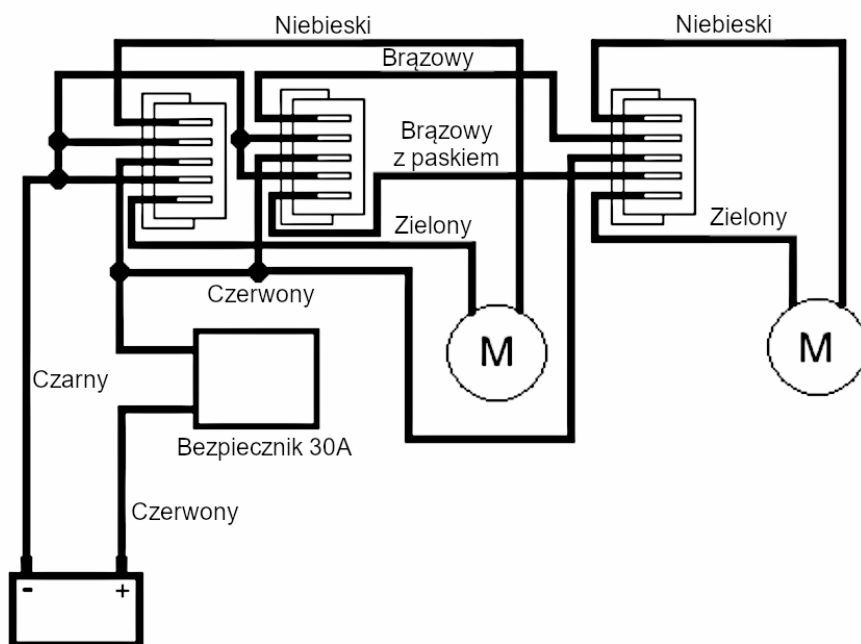 Niebieski
Niebieski
Brązowy
Brązowy
z paskiem
Zielony
Zielony
Czerwony
M
M
Czarny
Bezpiecznik 30A
Czerwony
- +